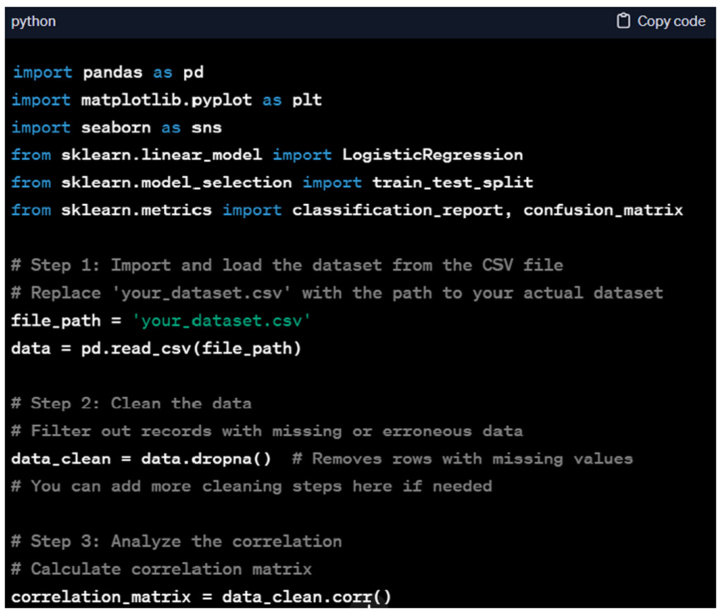 python
Copy code
import pandas as pd
import matplotlib.pyplot as plt
import seaborn as sns
from sklearn.linear_model import LogisticRegression
from sklearn.model_selection import train_test_split
from sklearn.metrics import classification_report, confusion_matrix
# Step 1: Import and load the dataset from the CSV file
# Replace 'your_dataset.csv' with the path to your actual dataset
file_path = 'your_dataset.csv'
data = pd.read_csv(file_path)
# Step 2: Clean the data
# Filter out records with missing or erroneous data
data_clean = data.dropna()  # Removes rows with missing values
# You can add more cleaning steps here if needed
# Step 3: Analyze the correlation
# Calculate correlation matrix
correlation_matrix = data_clean.corr()